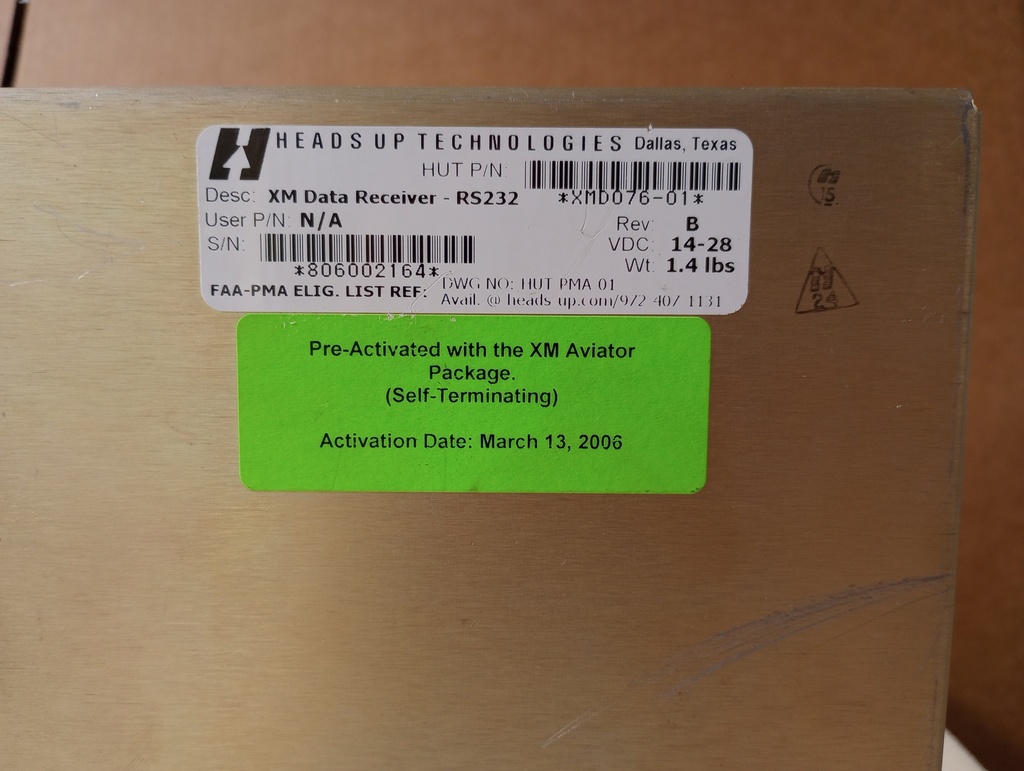 HEADS UP TECHNOLOGIES Dallas, Texas
HUT P/N:
Desc: XM Data Receiver - RS232 *XMD076-01*
User P/N: N/A Rev: B
S/N: VDC: 14-28
*806002164* Wt: 1.4 lbs
FAA-PMA ELIG. LIST REF: DWG NO: HUT PMA 01
Avail. @ heads up.com/972 407 1131
Pre-Activated with the XM Aviator
Package.
(Self-Terminating)
Activation Date: March 13, 2006
15
24